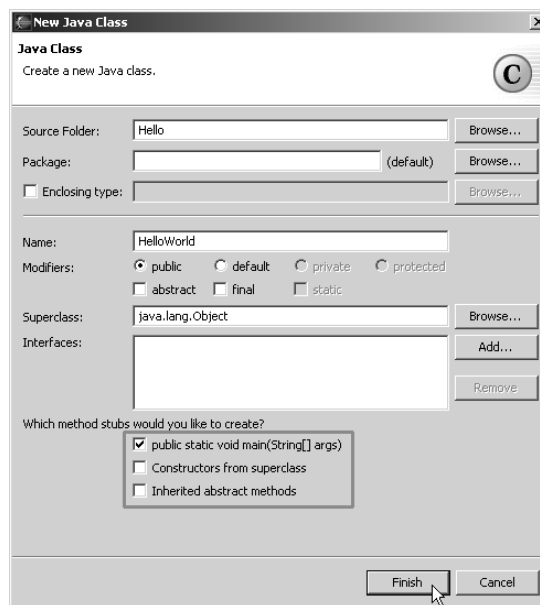 New Java Class
Java Class
Create a new Java class.
C
Source Folder: Hello Browse...
Package: (default) Browse...
Enclosing type: Browse...
Name: HelloWorld
Modifiers: public default private protected
abstract final static
Superclass: java.lang.Object Browse...
Interfaces: Add...
Remove
Which method stubs would you like to create?
public static void main(String[] args)
Constructors from superclass
Inherited abstract methods
Finish Cancel